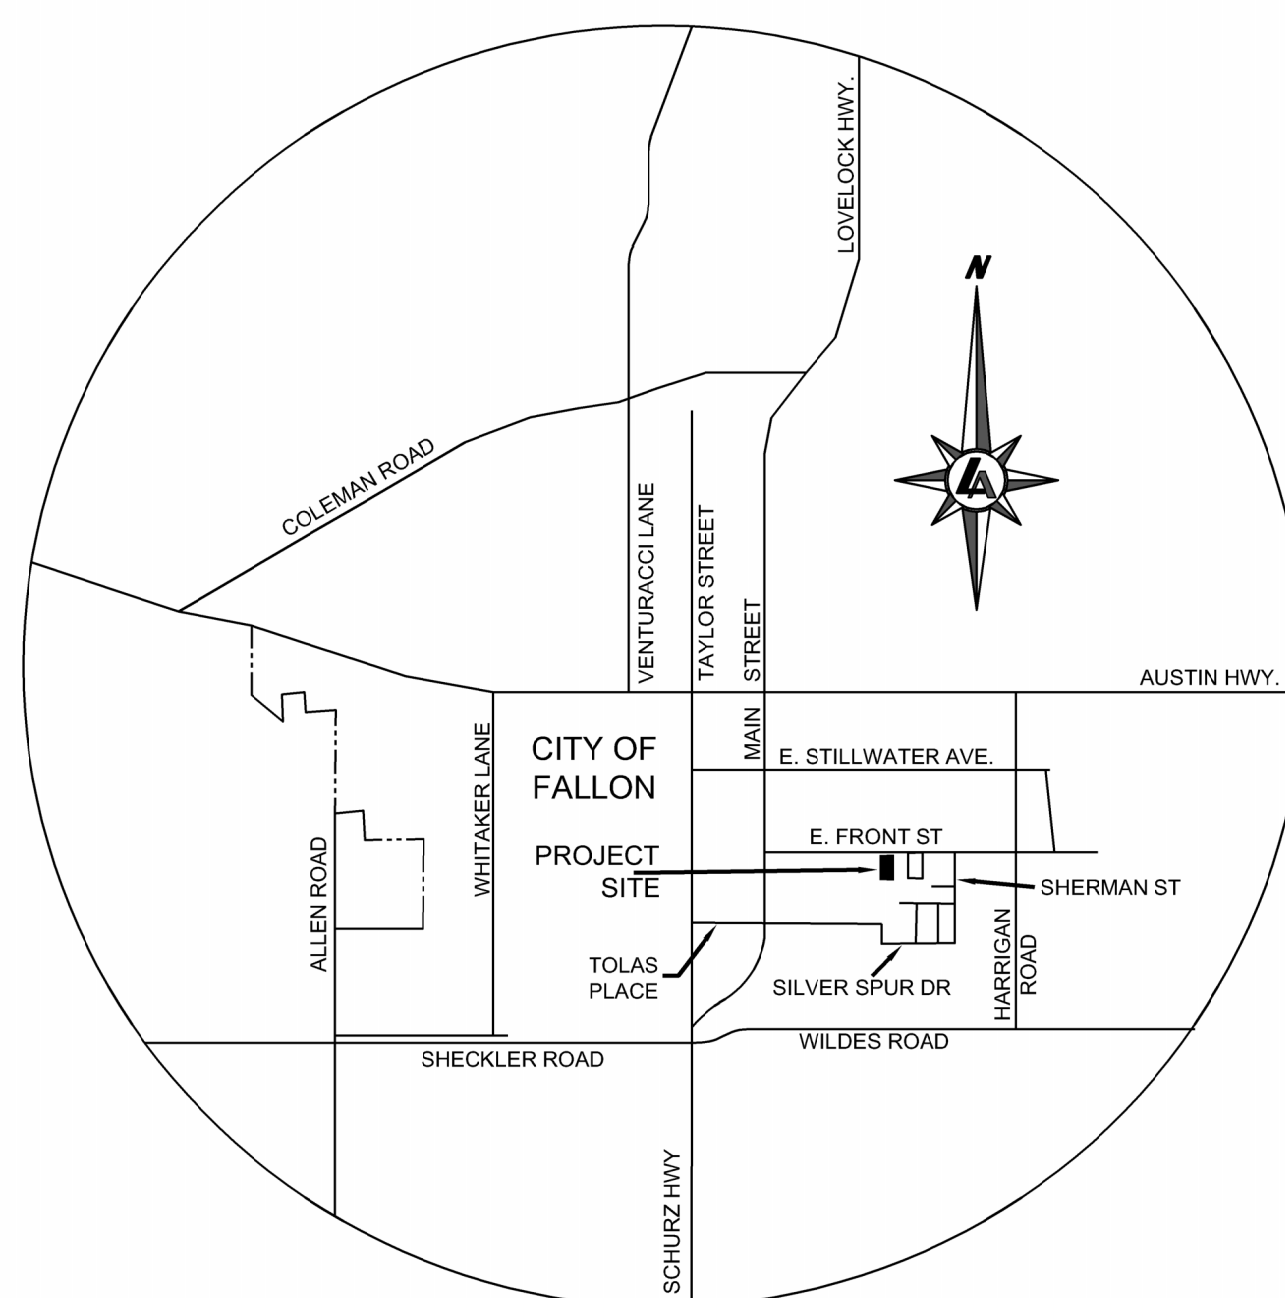 LOVELOCK HWY.
N
COLEMAN ROAD
LA
VENTURACCI LANE
TAYLOR STREET
MAIN STREET
AUSTIN HWY.
CITY OF
FALLON
E. STILLWATER AVE.
WHITAKER LANE
E. FRONT ST
PROJECT
SITE
SHERMAN ST
ALLEN ROAD
HARRIGAN
ROAD
TOLAS
PLACE
SILVER SPUR DR
WILDES ROAD
SHECKLER ROAD
SCHURZ HWY